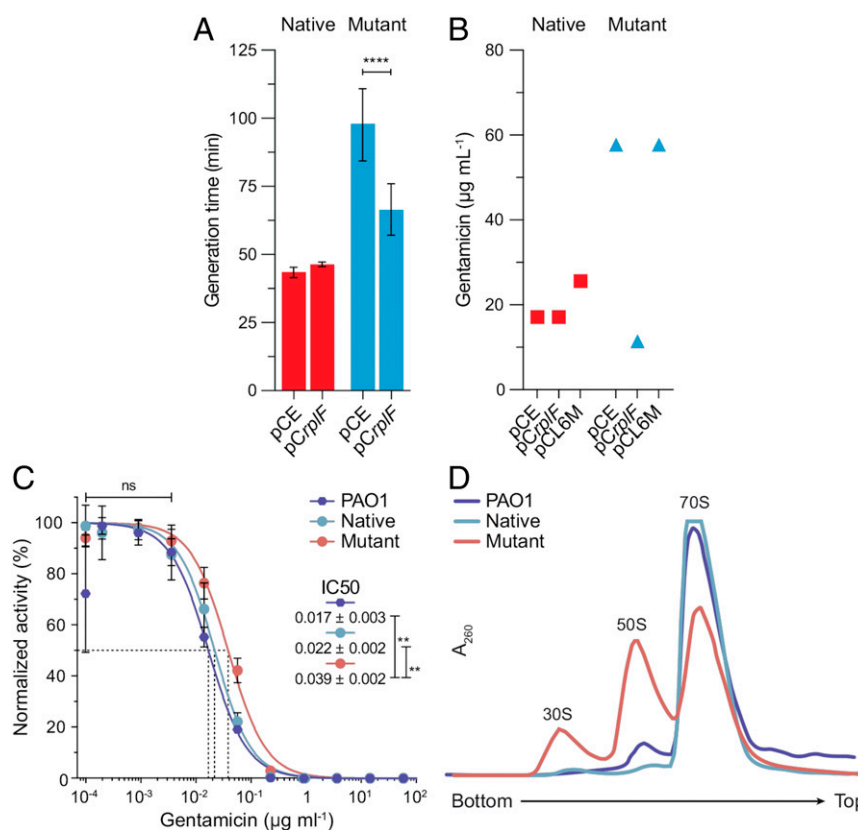 A
Native Mutant
Generation time (min)
125
100
75
50
25
0
****
pCE
pCrplF
pCE
pCrplF
B
Native Mutant
Gentamicin (µg mL⁻¹)
80
60
40
20
0
pCE
pCrplF
pCL6M
pCE
pCrplF
pCL6M
C
Normalized activity (%)
100
80
60
40
20
0
ns
PAO1
Native
Mutant
IC50
0.017 ± 0.003
0.022 ± 0.002
0.039 ± 0.002
**
**
10⁻⁴ 10⁻³ 10⁻² 10⁻¹ 1 10¹ 10²
Gentamicin (µg ml⁻¹)
D
PAO1
Native
Mutant
A₂₆₀
30S
50S
70S
Bottom Top